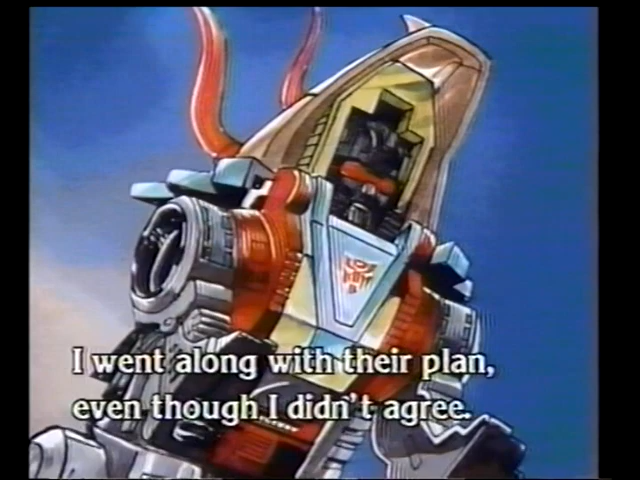 I went along with their plan,
even though I didn't agree.